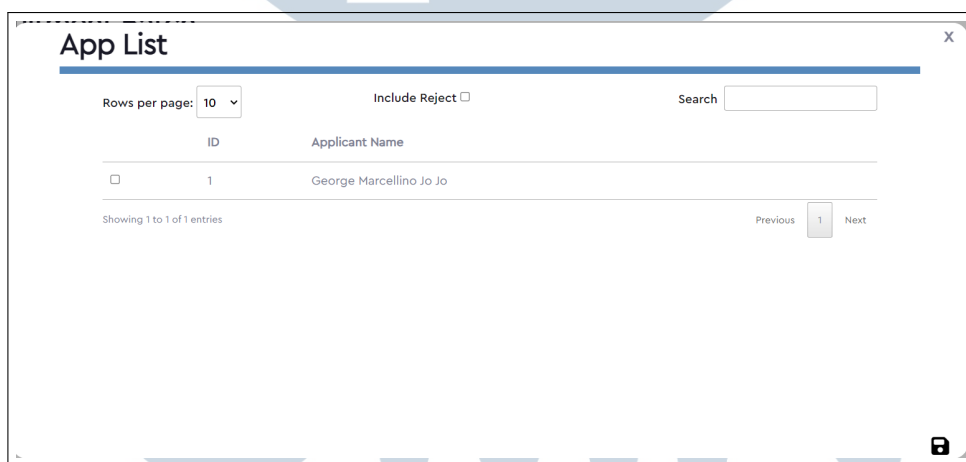 App List
X
Rows per page: 10
Include Reject
Search
ID Applicant Name
1 George Marcellino Jo Jo
Showing 1 to 1 of 1 entries
Previous 1 Next